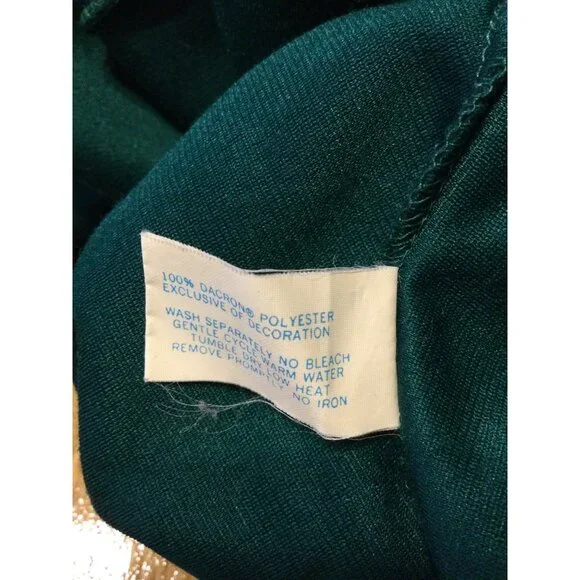 100% DACRON® POLYESTER
EXCLUSIVE OF DECORATION
WASH SEPARATELY NO BLEACH
GENTLE CYCLE WARM WATER
TUMBLE DRY LOW HEAT
REMOVE PROMPTLY NO IRON